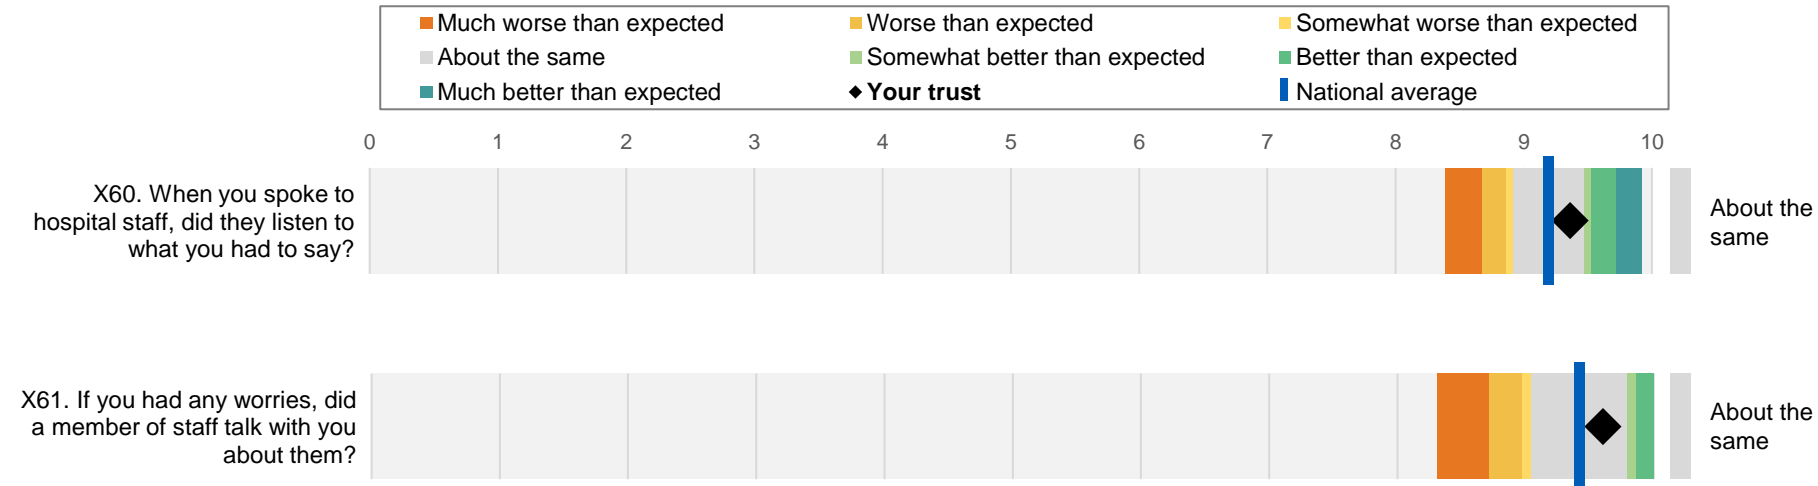 Much worse than expected
Worse than expected
Somewhat worse than expected
About the same
Somewhat better than expected
Better than expected
Much better than expected
Your trust
National average
0 1 2 3 4 5 6 7 8 9 10
X60. When you spoke to
hospital staff, did they listen to
what you had to say?
About the
same
X61. If you had any worries, did
a member of staff talk with you
about them?
About the
same